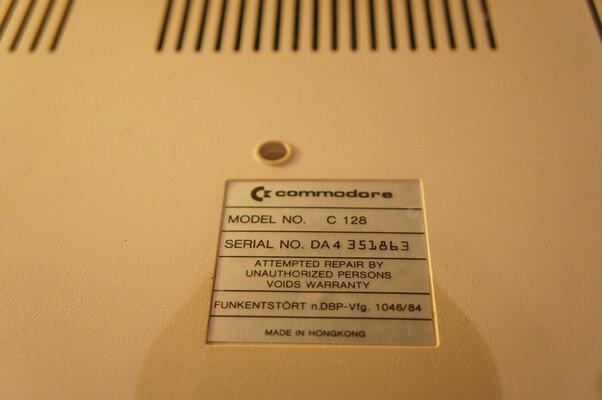 commodore
MODEL NO. C 128
SERIAL NO. DA4 351863
ATTEMPTED REPAIR BY
UNAUTHORIZED PERSONS
VOIDS WARRANTY
FUNKENTSTÖRT n.DBP-Vfg. 1046/84
MADE IN HONGKONG